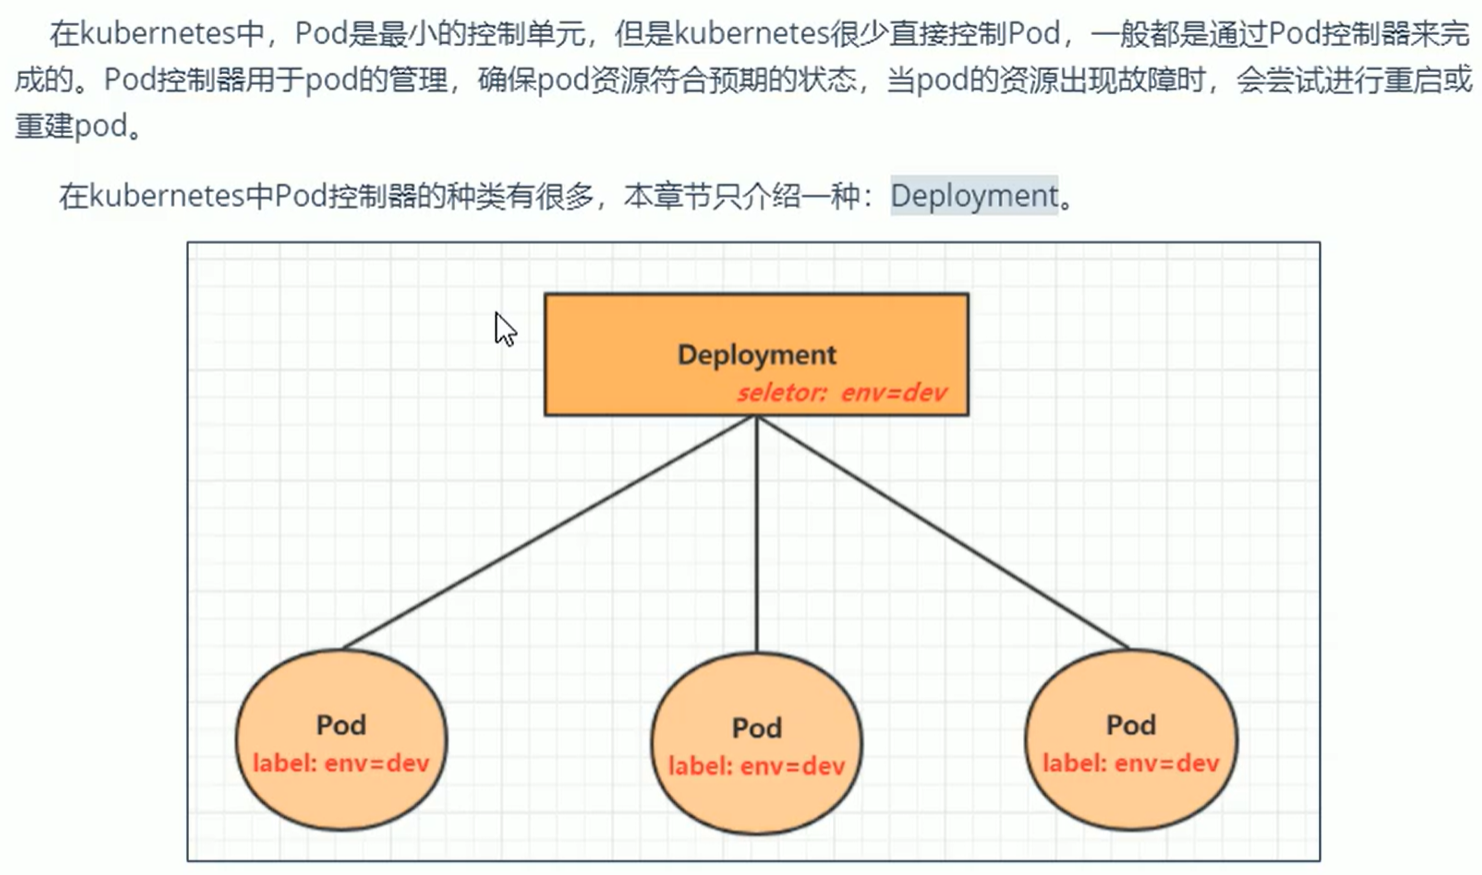 在kubernetes中，Pod是最小的控制单元，但是kubernetes很少直接控制Pod，一般都是通过Pod控制器来完
成的。Pod控制器用于pod的管理，确保pod资源符合预期的状态，当pod的资源出现故障时，会尝试进行重启或
重建pod。
在kubernetes中Pod控制器的种类有很多，本章节只介绍一种：Deployment。
Deployment
seletor: env=dev
Pod
label: env=dev
Pod
label: env=dev
Pod
label: env=dev